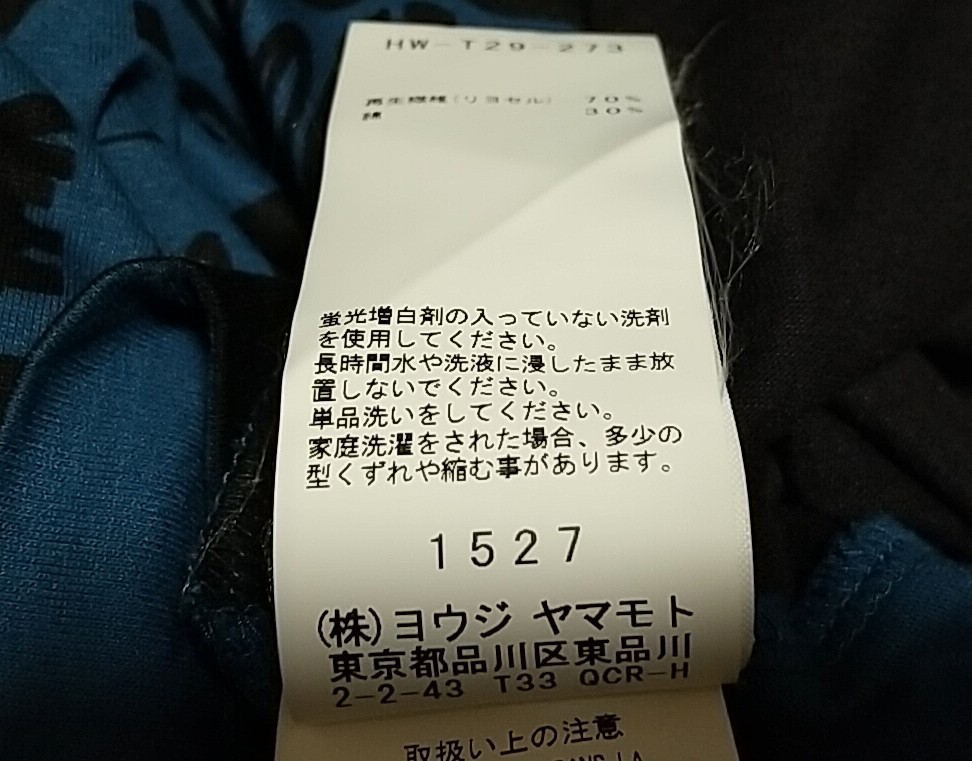 HW-T29-273
再生繊維(リヨセル) 70%
綿 30%
蛍光増白剤の入っていない洗剤
を使用してください。
長時間水や洗液に浸したまま放
置しないでください。
単品洗いをしてください。
家庭洗濯をされた場合、多少の
型くずれや縮む事があります。
1527
(株)ヨウジ ヤマモト
東京都品川区東品川
2-2-43 T33 QCR-H
取扱い上の注意